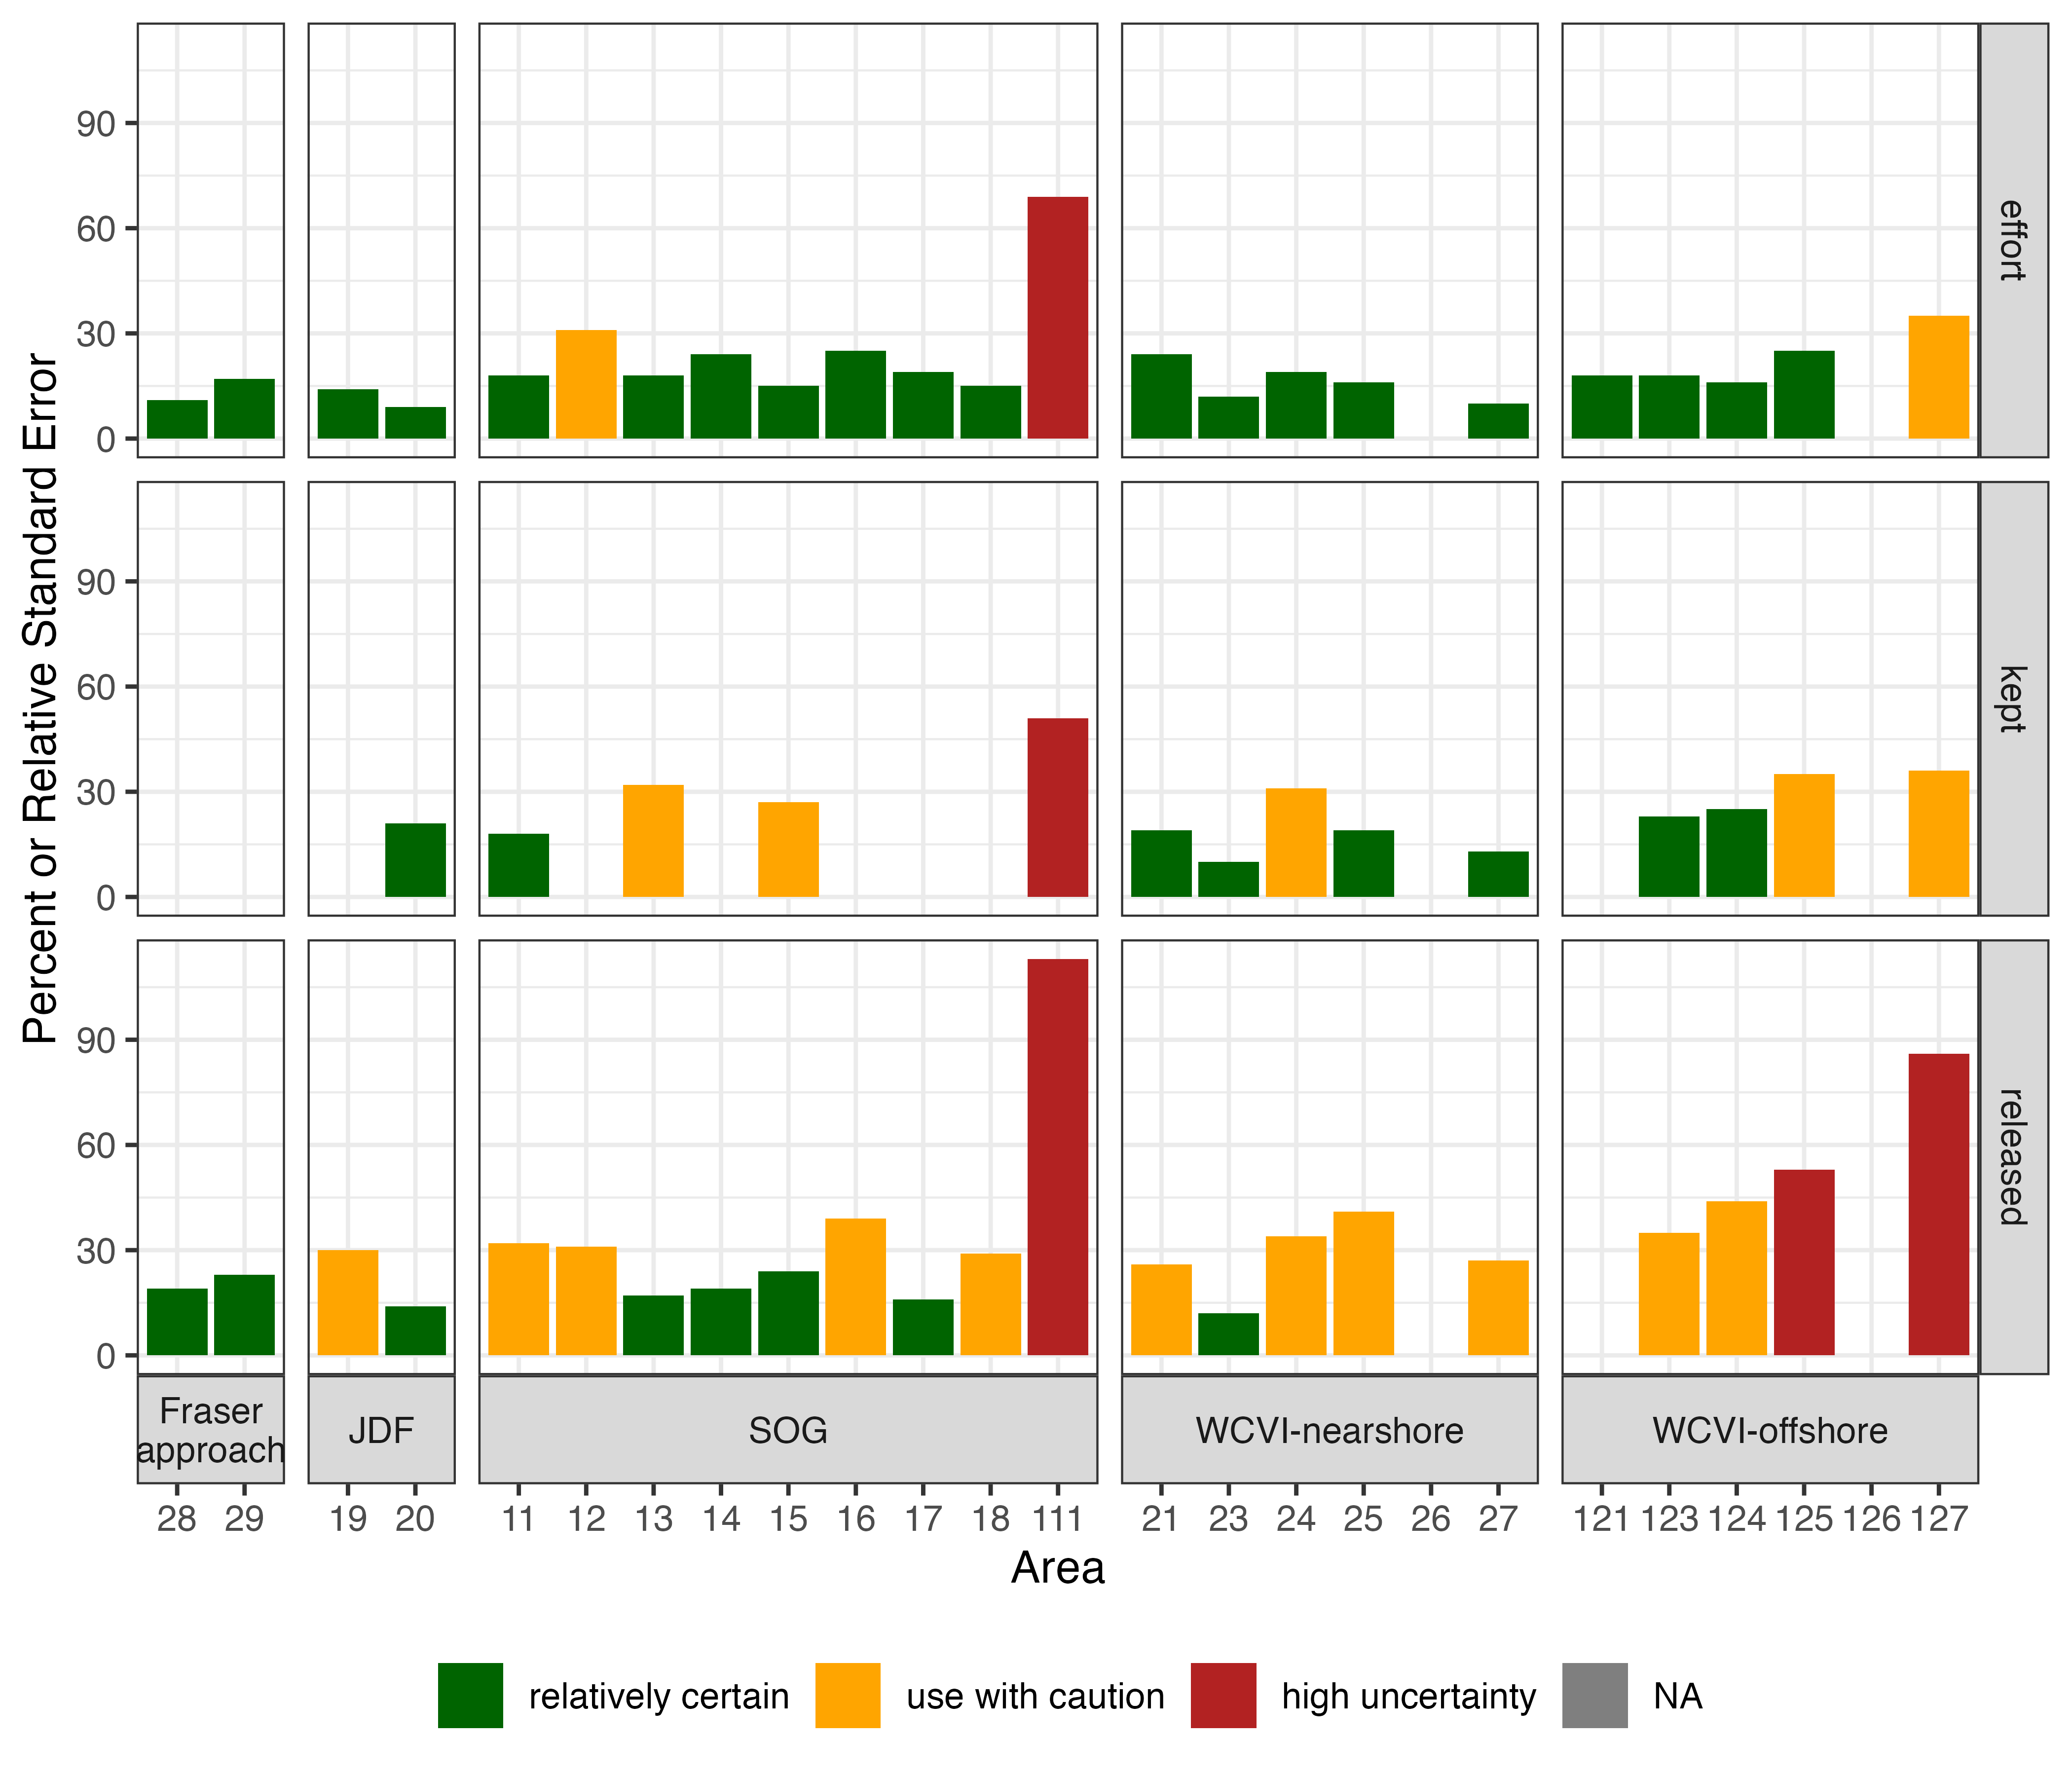 Percent or Relative Standard Error
90
60
30
0
effort
90
60
30
0
kept
90
60
30
0
released
Fraser
approach
JDF
SOG
WCVI-nearshore
WCVI-offshore
28 29 19 20 11 12 13 14 15 16 17 18 111 21 23 24 25 26 27 121 123 124 125 126 127
Area
relatively certain use with caution high uncertainty NA